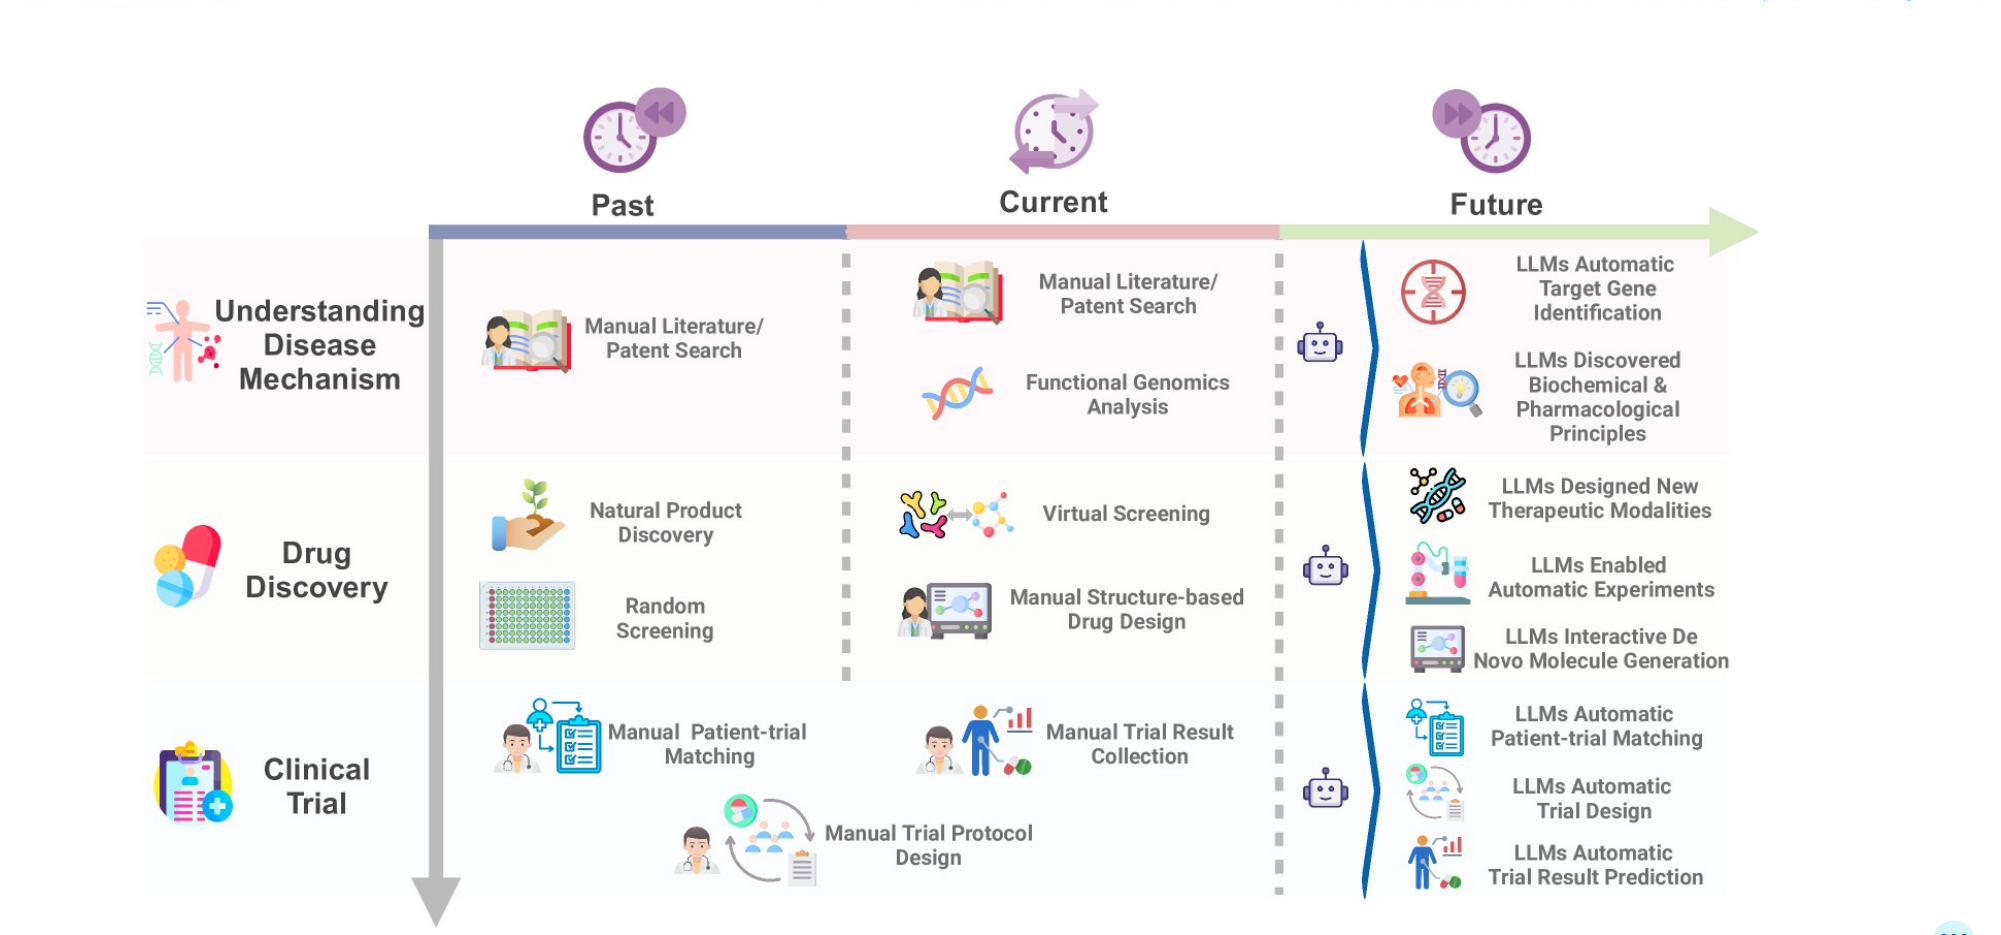 Past
Current
Future
Understanding
Disease
Mechanism
Manual Literature/
Patent Search
Manual Literature/
Patent Search
Functional Genomics
Analysis
LLMs Automatic
Target Gene
Identification
LLMs Discovered
Biochemical &
Pharmacological
Principles
Drug
Discovery
Natural Product
Discovery
Random
Screening
Virtual Screening
Manual Structure-based
Drug Design
LLMs Designed New
Therapeutic Modalities
LLMs Enabled
Automatic Experiments
LLMs Interactive De
Novo Molecule Generation
Clinical
Trial
Manual Patient-trial
Matching
Manual Trial Result
Collection
Manual Trial Protocol
Design
LLMs Automatic
Patient-trial Matching
LLMs Automatic
Trial Design
LLMs Automatic
Trial Result Prediction